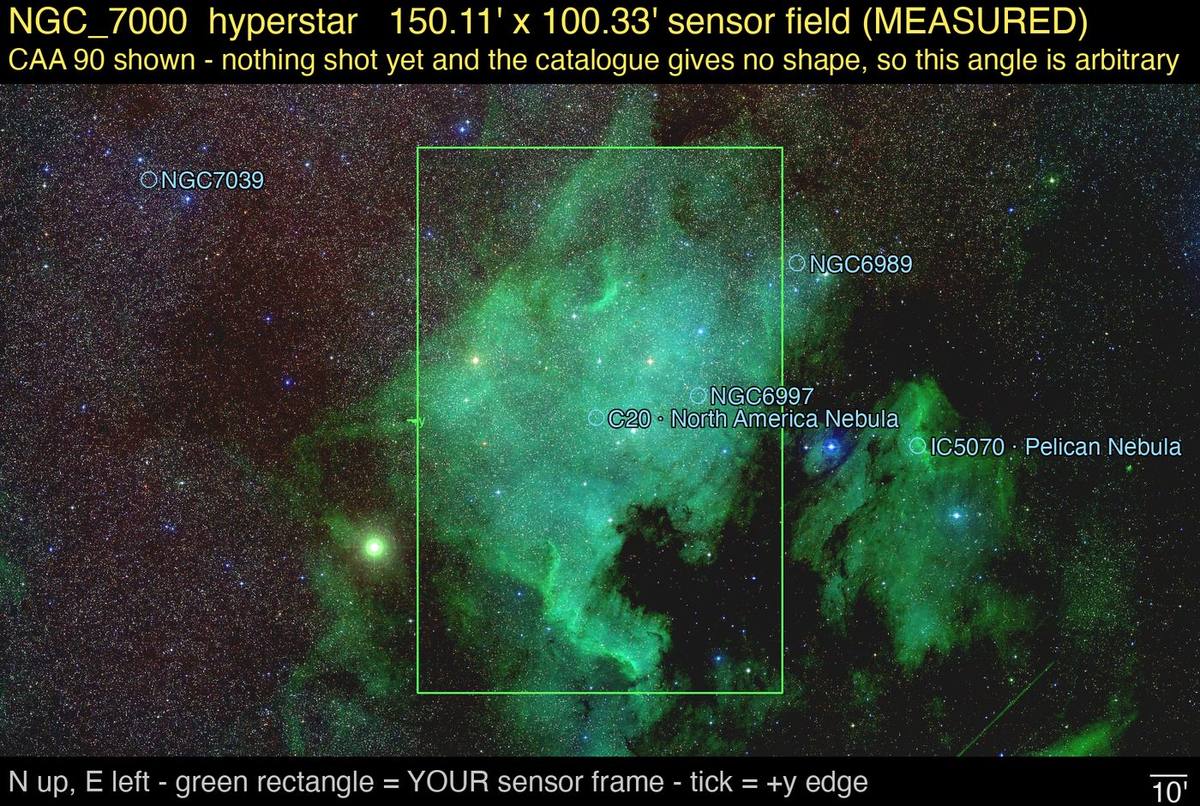 NGC_7000 hyperstar 150.11' x 100.33' sensor field (MEASURED)
CAA 90 shown - nothing shot yet and the catalogue gives no shape, so this angle is arbitrary
NGC7039
NGC6989
NGC6997
C20 · North America Nebula
IC5070 · Pelican Nebula
+y
N up, E left - green rectangle = YOUR sensor frame - tick = +y edge
10'